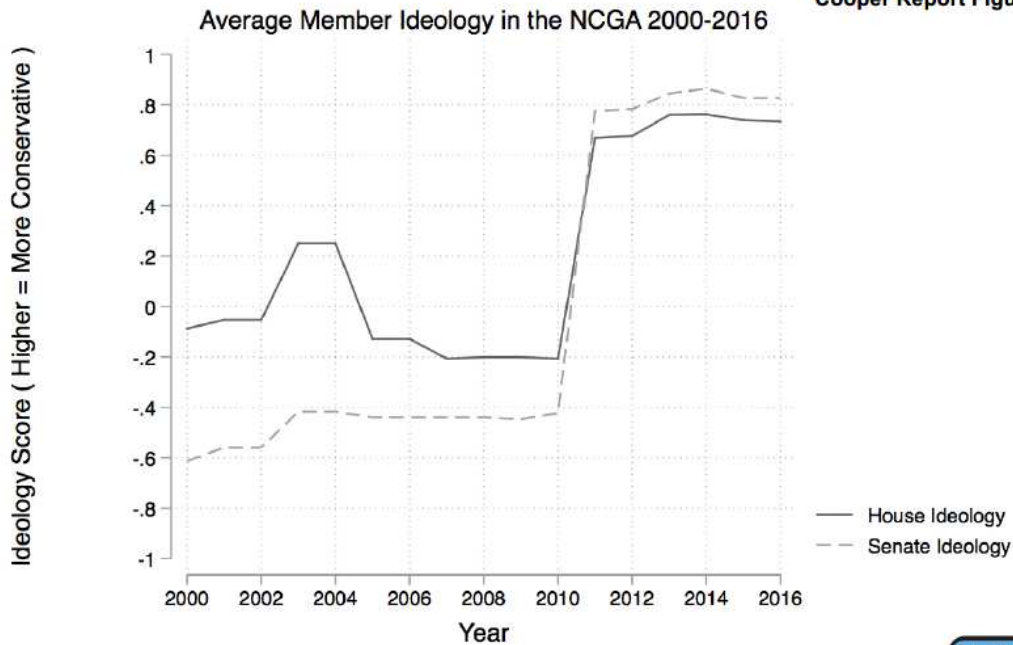 Average Member Ideology in the NCGA 2000-2016
Ideology Score ( Higher = More Conservative )
1
.8
.6
.4
.2
0
-.2
-.4
-.6
-.8
-1
House Ideology
Senate Ideology
2000 2002 2004 2006 2008 2010 2012 2014 2016
Year